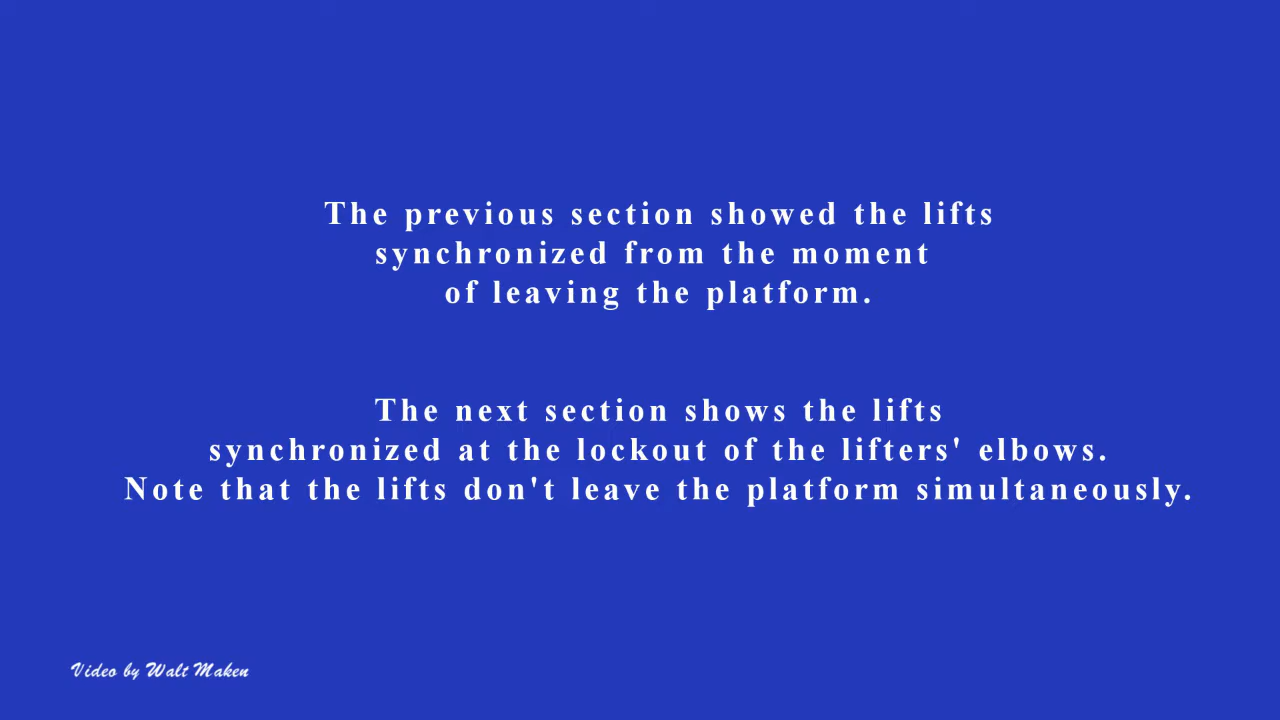 The previous section showed the lifts
synchronized from the moment
of leaving the platform.
The next section shows the lifts
synchronized at the lockout of the lifters' elbows.
Note that the lifts don't leave the platform simultaneously.
Video by Walt Maken